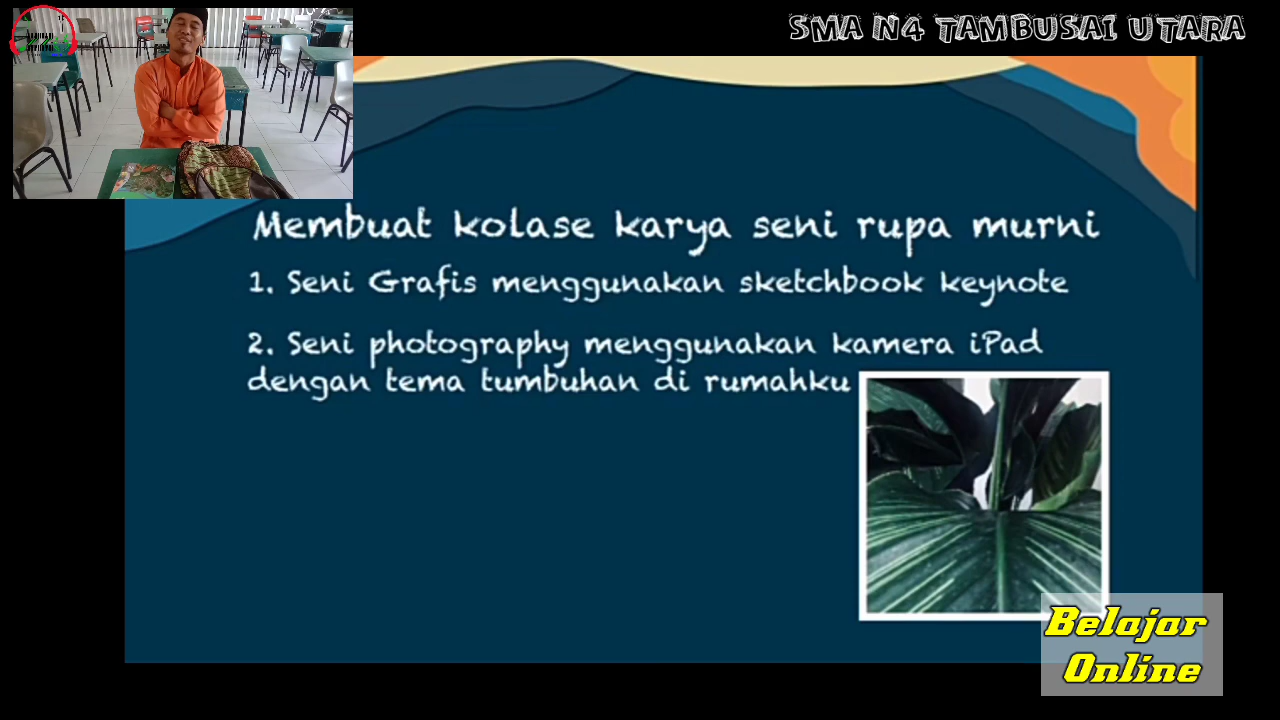 SMA N4 TAMBUSAI UTARA
Membuat kolase karya seni rupa murni
1. Seni Grafis menggunakan sketchbook keynote
2. Seni photography menggunakan kamera iPad
dengan tema tumbuhan di rumahku
Belajar
Online